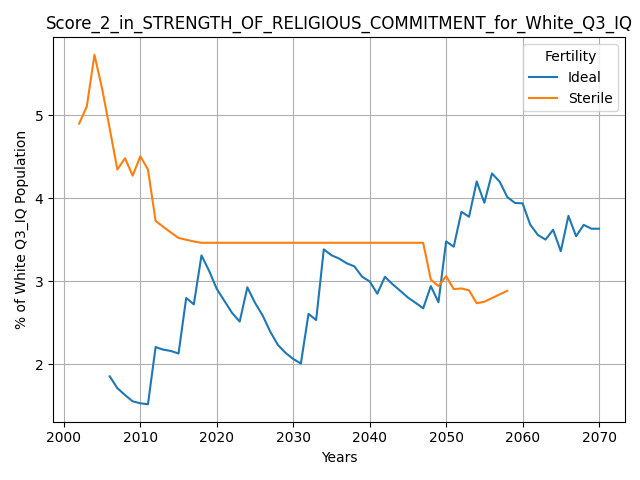 Score_2_in_STRENGTH_OF_RELIGIOUS_COMMITMENT_for_White_Q3_IQ
Fertility
Ideal
Sterile
% of White Q3_IQ Population
5
4
3
2
2000 2010 2020 2030 2040 2050 2060 2070
Years